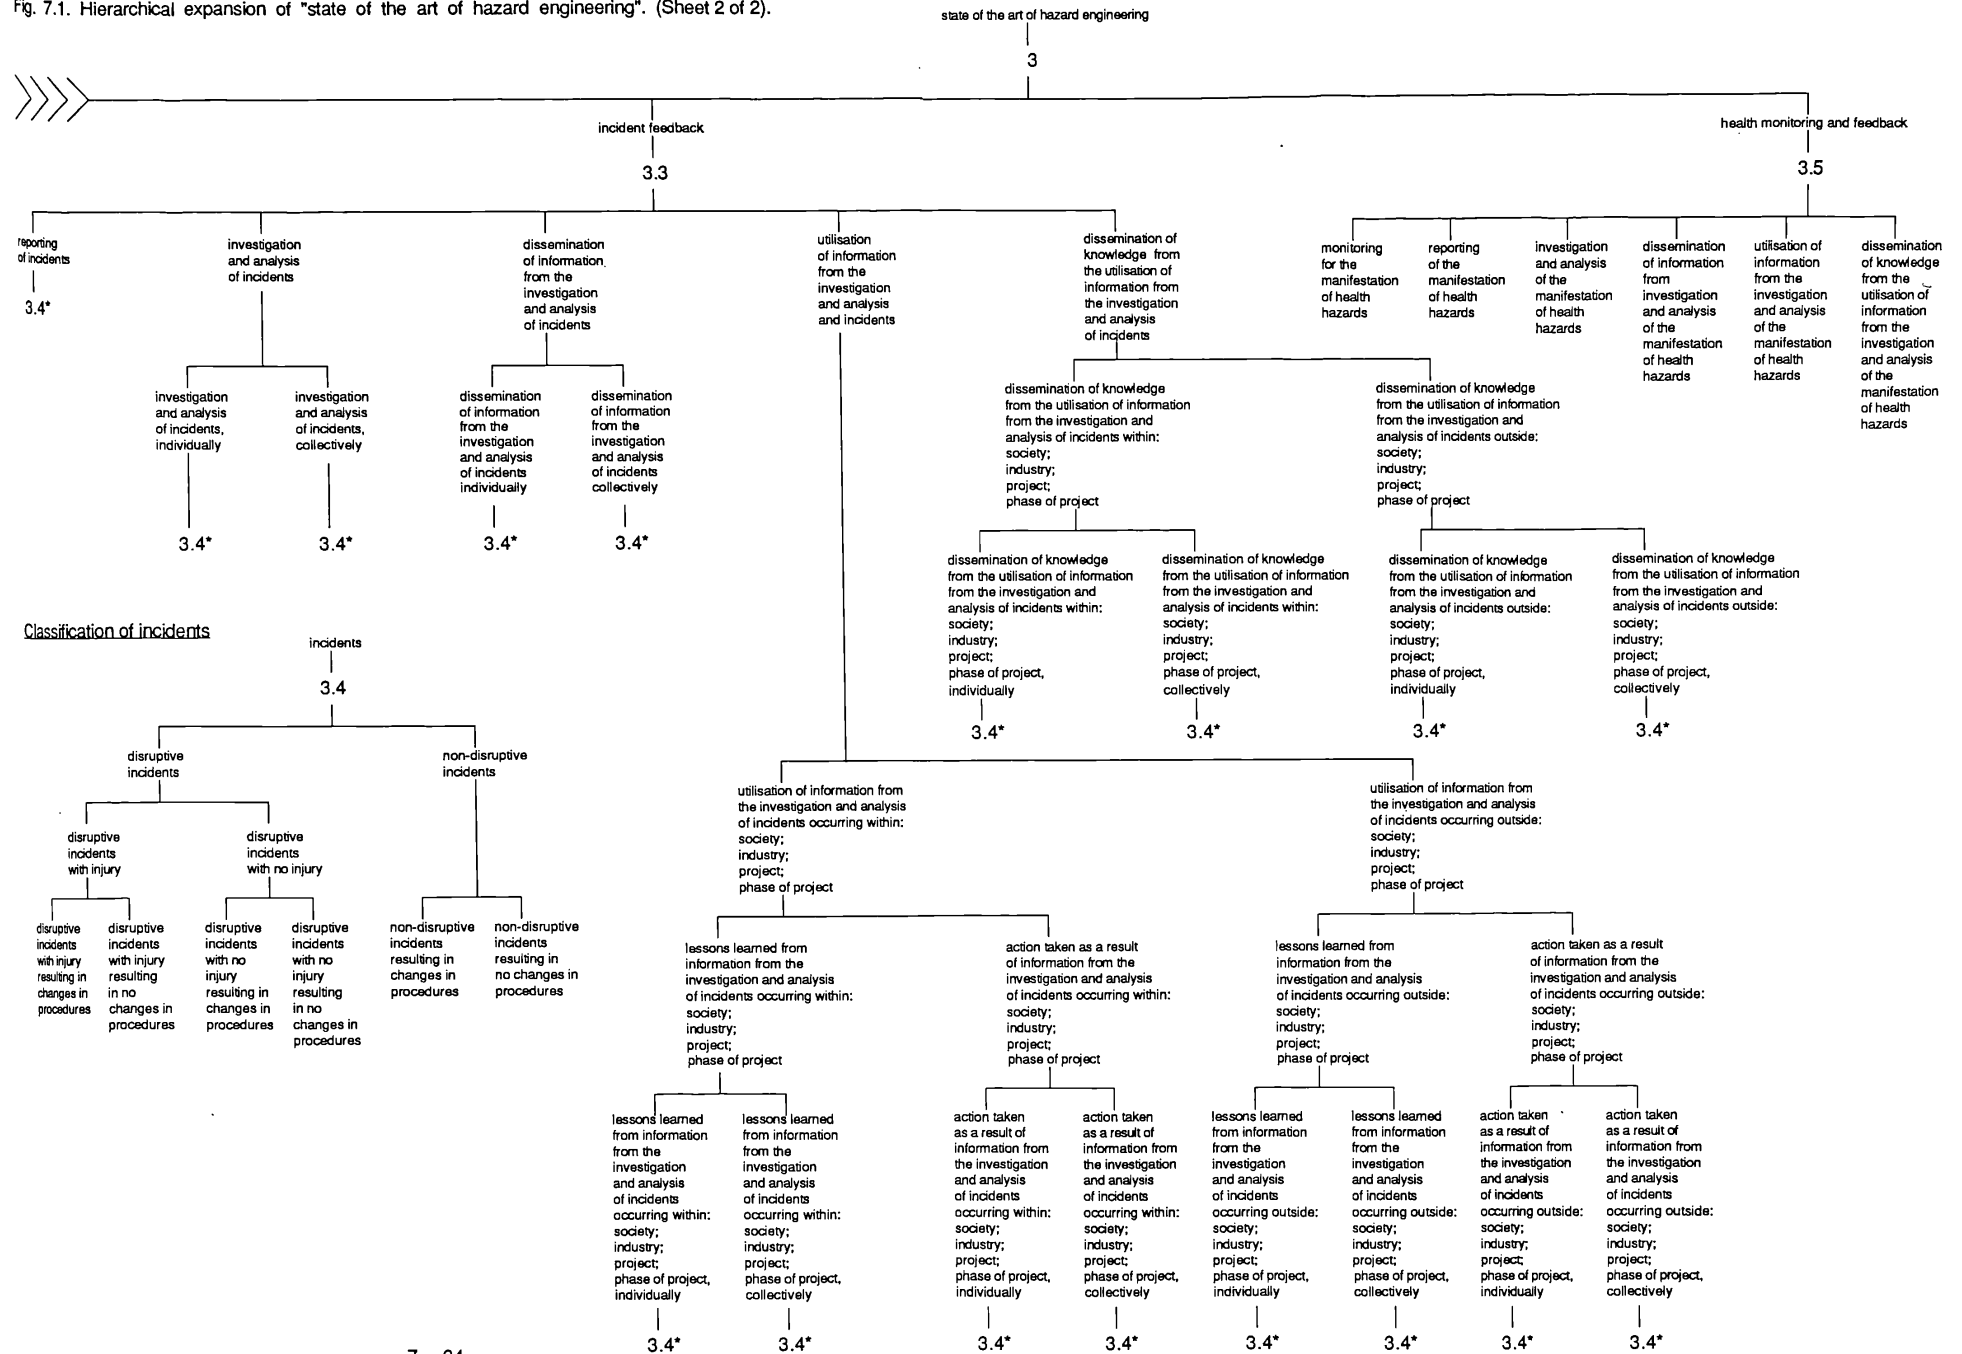 Fig. 7.1. Hierarchical expansion of "state of the art of hazard engineering". (Sheet 2 of 2).
state of the art of hazard engineering
3
incident feedback
3.3
health monitoring and feedback
3.5
reporting
of incidents
3.4*
investigation
and analysis
of incidents
dissemination
of information
from the
investigation
and analysis
of incidents
utilisation
of information
from the
investigation
and analysis
and incidents
dissemination of
knowledge from
the utilisation of
information from
the investigation
and analysis
of incidents
monitoring
for the
manifestation
of health
hazards
reporting
of the
manifestation
of health
hazards
investigation
and analysis
of the
manifestation
of health
hazards
dissemination
of information
from
investigation
and analysis
of the
manifestation
of health
hazards
utilisation of
information
from the
investigation
and analysis
of the
manifestation
of health
hazards
dissemination
of knowledge
from the
utilisation of
information
from the
investigation
and analysis
of the
manifestation
of health
hazards
investigation
and analysis
of incidents,
individually
3.4*
investigation
and analysis
of incidents,
collectively
3.4*
dissemination
of information
from the
investigation
and analysis
of incidents
individually
3.4*
dissemination
of information
from the
investigation
and analysis
of incidents
collectively
3.4*
dissemination of knowledge
from the utilisation of information
from the investigation and
analysis of incidents within:
society;
industry;
project;
phase of project
dissemination of knowledge
from the utilisation of information
from the investigation and
analysis of incidents outside:
society;
industry;
project;
phase of project
dissemination of knowledge
from the utilisation of information
from the investigation and
analysis of incidents within:
society;
industry;
project;
phase of project,
individually
3.4*
dissemination of knowledge
from the utilisation of information
from the investigation and
analysis of incidents within:
society;
industry;
project;
phase of project,
collectively
3.4*
dissemination of knowledge
from the utilisation of information
from the investigation and
analysis of incidents outside:
society;
industry;
project;
phase of project,
individually
3.4*
dissemination of knowledge
from the utilisation of information
from the investigation and
analysis of incidents outside:
society;
industry;
project;
phase of project,
collectively
3.4*
Classification of incidents
incidents
3.4
disruptive
incidents
non-disruptive
incidents
disruptive
incidents
with injury
disruptive
incidents
with no injury
disruptive
incidents
with injury
resulting in
changes in
procedures
disruptive
incidents
with injury
resulting
in no
changes in
procedures
disruptive
incidents
with no
injury
resulting in
changes in
procedures
disruptive
incidents
with no
injury
resulting
in no
changes in
procedures
non-disruptive
incidents
resulting in
changes in
procedures
non-disruptive
incidents
resulting in
no changes in
procedures
utilisation of information from
the investigation and analysis
of incidents occurring within:
society;
industry;
project;
phase of project
utilisation of information from
the investigation and analysis
of incidents occurring outside:
society;
industry;
project;
phase of project
lessons learned from
information from the
investigation and analysis
of incidents occurring within:
society;
industry;
project;
phase of project
action taken as a result
of information from the
investigation and analysis
of incidents occurring within:
society;
industry;
project;
phase of project
lessons learned from
information from the
investigation and analysis
of incidents occurring outside:
society;
industry;
project;
phase of project
action taken as a result
of information from the
investigation and analysis
of incidents occurring outside:
society;
industry;
project;
phase of project
lessons learned
from information
from the
investigation
and analysis
of incidents
occurring within:
society;
industry;
project;
phase of project,
individually
3.4*
lessons learned
from information
from the
investigation
and analysis
of incidents
occurring within:
society;
industry;
project;
phase of project,
collectively
3.4*
action taken
as a result of
information from
the investigation
and analysis
of incidents
occurring within:
society;
industry;
project;
phase of project,
individually
3.4*
action taken
as a result of
information from
the investigation
and analysis
of incidents
occurring within:
society;
industry;
project;
phase of project,
collectively
3.4*
lessons learned
from information
from the
investigation
and analysis
of incidents
occurring outside:
society;
industry;
project;
phase of project,
individually
3.4*
lessons learned
from information
from the
investigation
and analysis
of incidents
occurring outside:
society;
industry;
project;
phase of project,
collectively
3.4*
action taken
as a result of
information from
the investigation
and analysis
of incidents
occurring outside:
society;
industry;
project;
phase of project,
individually
3.4*
action taken
as a result of
information from
the investigation
and analysis
of incidents
occurring outside:
society;
industry;
project;
phase of project,
collectively
3.4*